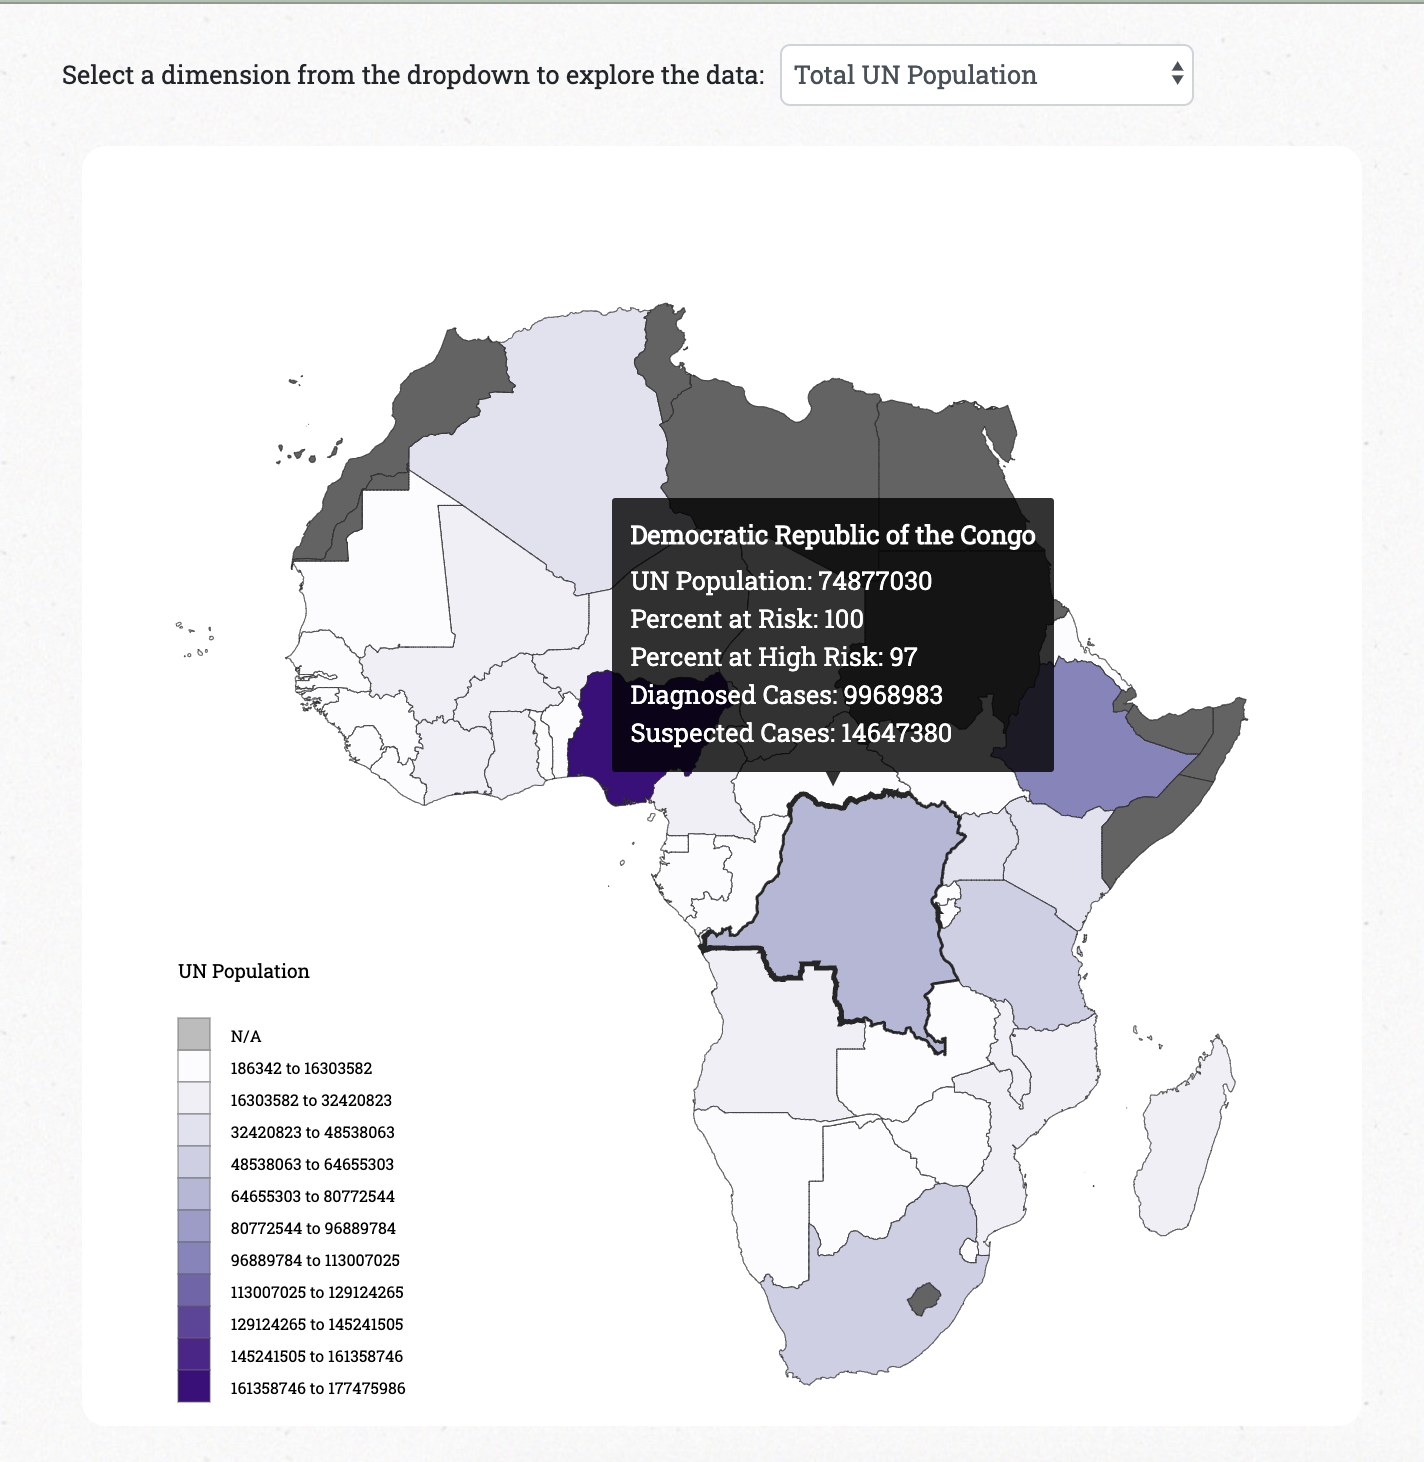 Select a dimension from the dropdown to explore the data: Total UN Population
Democratic Republic of the Congo
UN Population: 74877030
Percent at Risk: 100
Percent at High Risk: 97
Diagnosed Cases: 9968983
Suspected Cases: 14647380
UN Population
N/A
186342 to 16303582
16303582 to 32420823
32420823 to 48538063
48538063 to 64655303
64655303 to 80772544
80772544 to 96889784
96889784 to 113007025
113007025 to 129124265
129124265 to 145241505
145241505 to 161358746
161358746 to 177475986